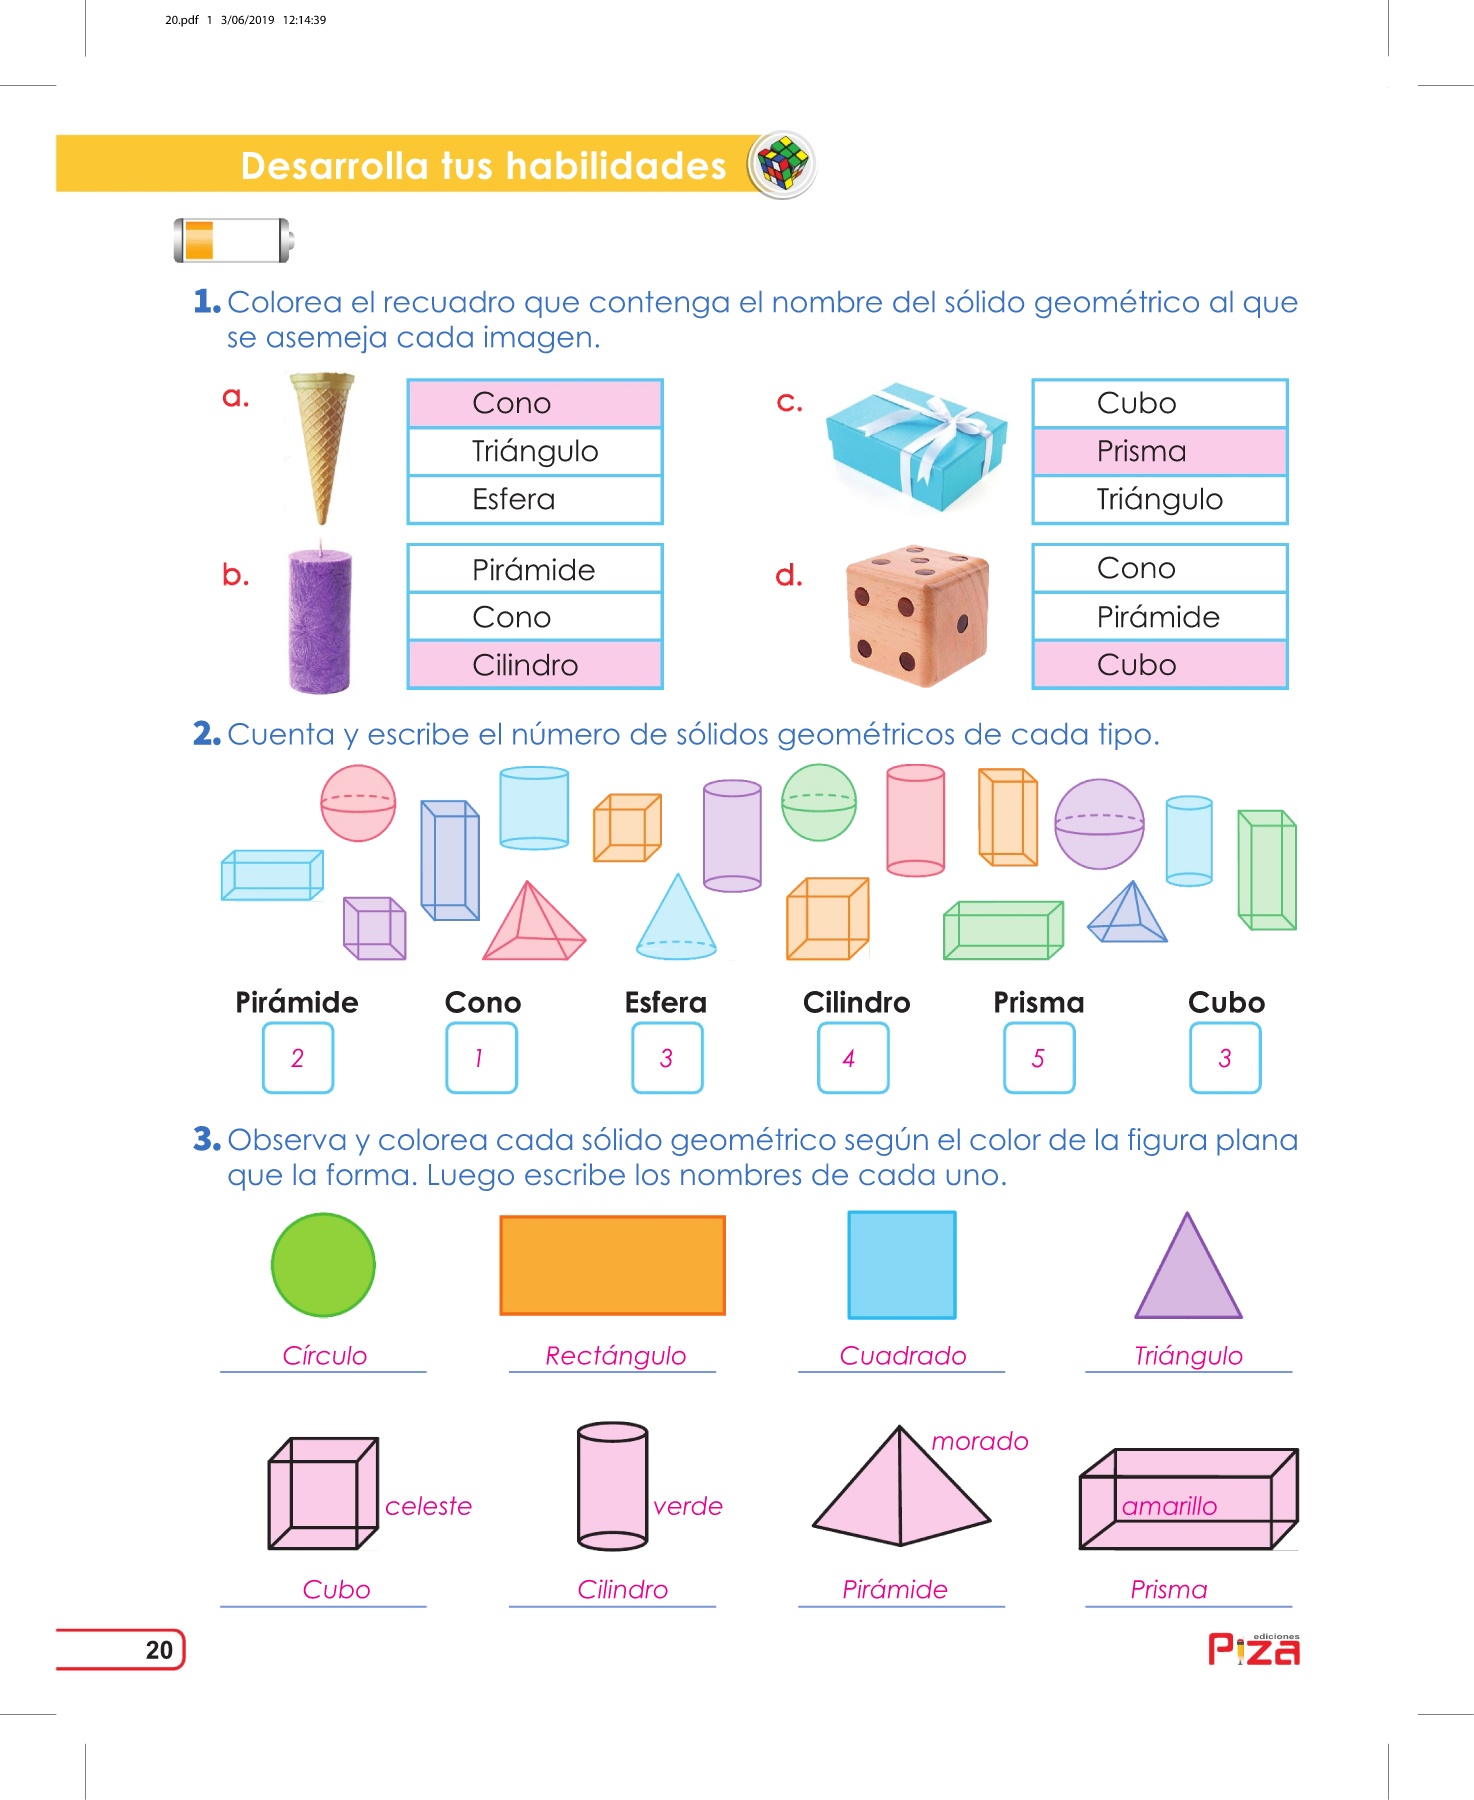 20.pdf 1 3/06/2019 12:14:39
Desarrolla tus habilidades
1. Colorea el recuadro que contenga el nombre del sólido geométrico al que
se asemeja cada imagen.
a.
Cono
Triángulo
Esfera
c.
Cubo
Prisma
Triángulo
b.
Pirámide
Cono
Cilindro
d.
Cono
Pirámide
Cubo
2. Cuenta y escribe el número de sólidos geométricos de cada tipo.
Pirámide Cono Esfera Cilindro Prisma Cubo
2 1 3 4 5 3
3. Observa y colorea cada sólido geométrico según el color de la figura plana
que la forma. Luego escribe los nombres de cada uno.
Círculo Rectángulo Cuadrado Triángulo
morado
celeste verde amarillo
Cubo Cilindro Pirámide Prisma
20
ediciones
Piza